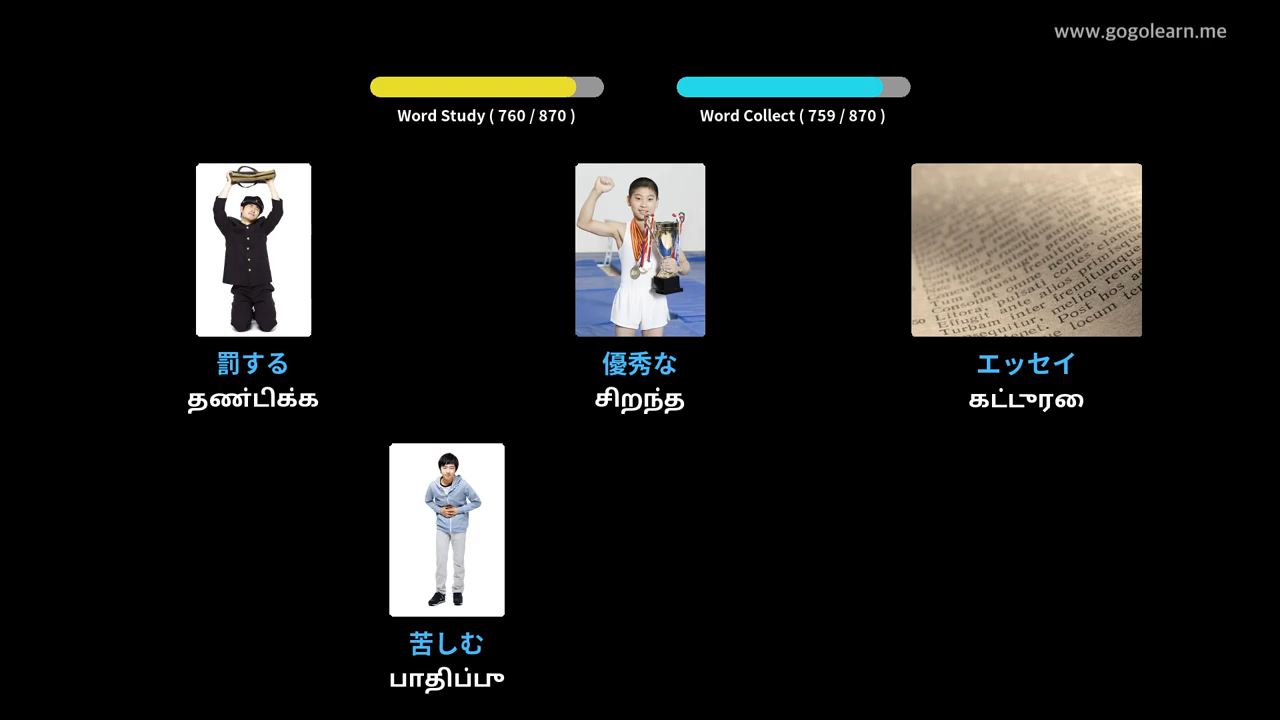 www.gogolearn.me
Word Study ( 760 / 870 )
Word Collect ( 759 / 870 )
罰する
தண்டிக்க
優秀な
சிறந்த
エッセイ
கட்டுரை
苦しむ
பாதிப்பு